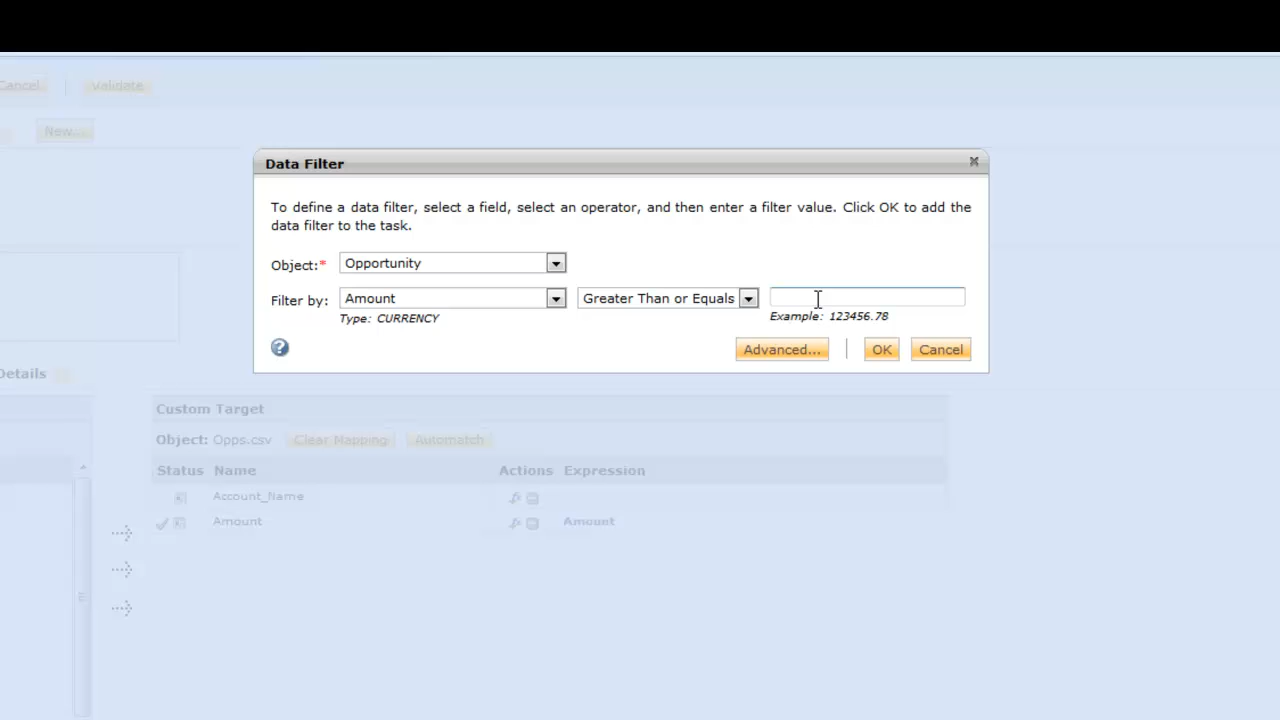 Cancel Validate
New...
Data Filter
To define a data filter, select a field, select an operator, and then enter a filter value. Click OK to add the
data filter to the task.
Object:* Opportunity
Filter by: Amount Greater Than or Equals
Type: CURRENCY Example: 123456.78
Advanced... OK Cancel
Details
Custom Target
Object: Opps.csv Clear Mapping Automatch
Status Name Actions Expression
Account_Name
Amount Amount